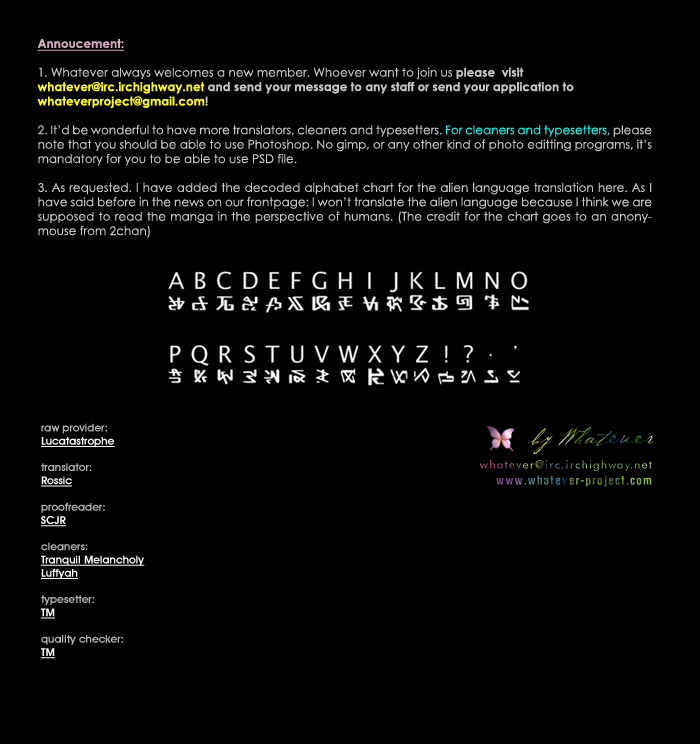 Annoucement:
1. Whatever always welcomes a new member. Whoever want to join us please visit
whatever@irc.irchighway.net and send your message to any staff or send your application to
whateverproject@gmail.com!
2. It'd be wonderful to have more translators, cleaners and typesetters. For cleaners and typesetters, please
note that you should be able to use Photoshop. No gimp, or any other kind of photo editting programs, it's
mandatory for you to be able to use PSD file.
3. As requested. I have added the decoded alphabet chart for the alien language translation here. As I
have said before in the news on our frontpage: I won't translate the alien language because I think we are
supposed to read the manga in the perspective of humans. (The credit for the chart goes to an anony-
mouse from 2chan)
A B C D E F G H I J K L M N O
P Q R S T U V W X Y Z ! ? · '
raw provider:
Lucatastrophe
translator:
Rossic
proofreader:
SCJR
cleaners:
Tranquil Melancholy
Luffyah
typesetter:
TM
quality checker:
TM
by Whatever
whatever@irc.irchighway.net
www.whatever-project.com